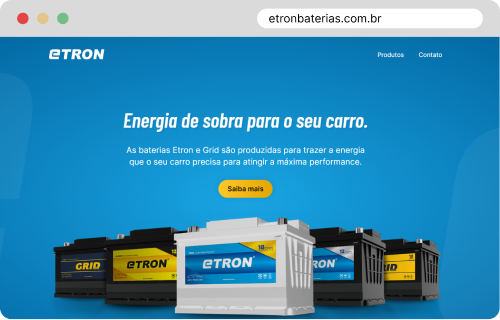 etronbaterias.com.br
eTRON
Produtos
Contato
Energia de sobra para o seu carro.
As baterias Etron e Grid são produzidas para trazer a energia
que o seu carro precisa para atingir a máxima performance.
Saiba mais
GRID
eTRON
eTRON
18
eTRON
GRID